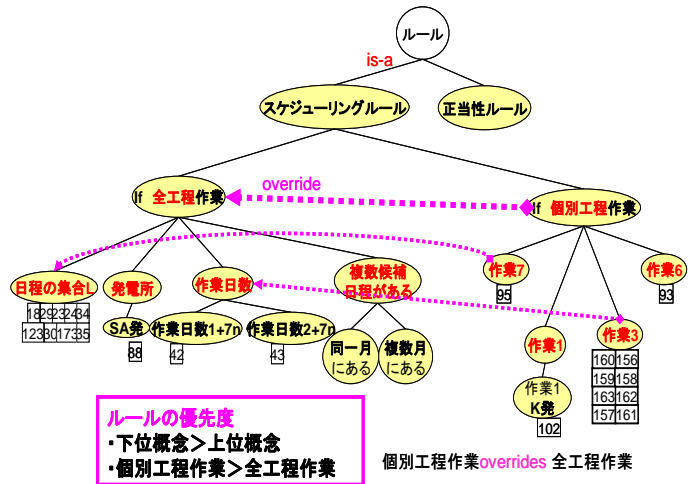 ルール
is-a
スケジューリングルール
正当性ルール
override
If 全工程作業
If 個別工程作業
日程の集合L
発電所
作業日数
複数候補
日程がある
作業7
作業6
18 29 23 24 34
123 30 17 33 35
SA発
88
作業日数1+7n
42
作業日数2+7n
43
同一月
にある
複数月
にある
95
93
作業1
作業3
作業1
K発
102
160 156
159 158
163 162
157 161
ルールの優先度
・下位概念＞上位概念
・個別工程作業＞全工程作業
個別工程作業overrides 全工程作業